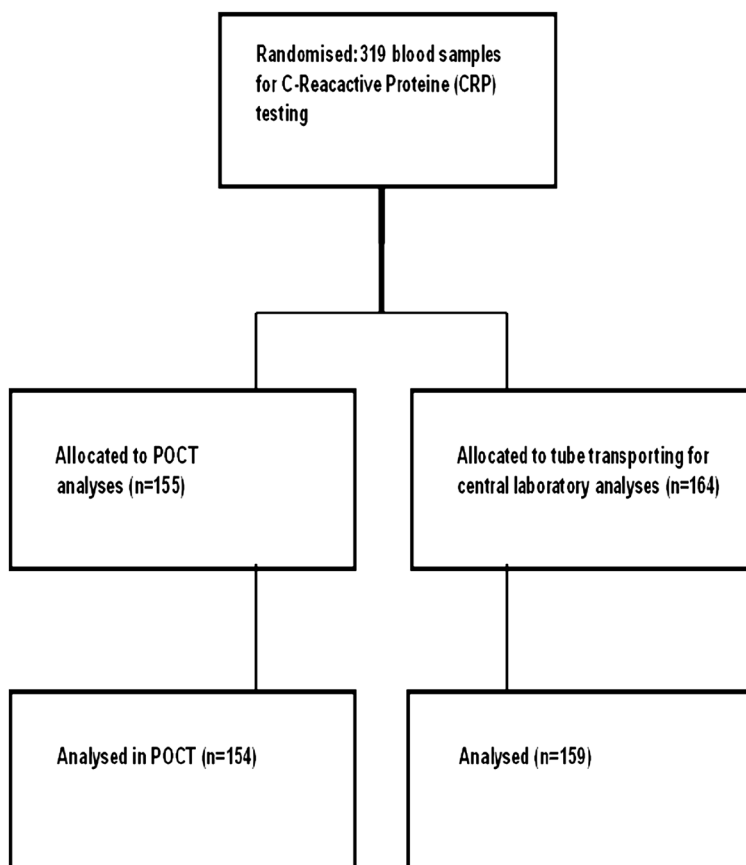 Randomised: 319 blood samples
for C-Reacactive Proteine (CRP)
testing
Allocated to POCT
analyses (n=155)
Allocated to tube transporting for
central laboratory analyses (n=164)
Analysed in POCT (n=154)
Analysed (n=159)